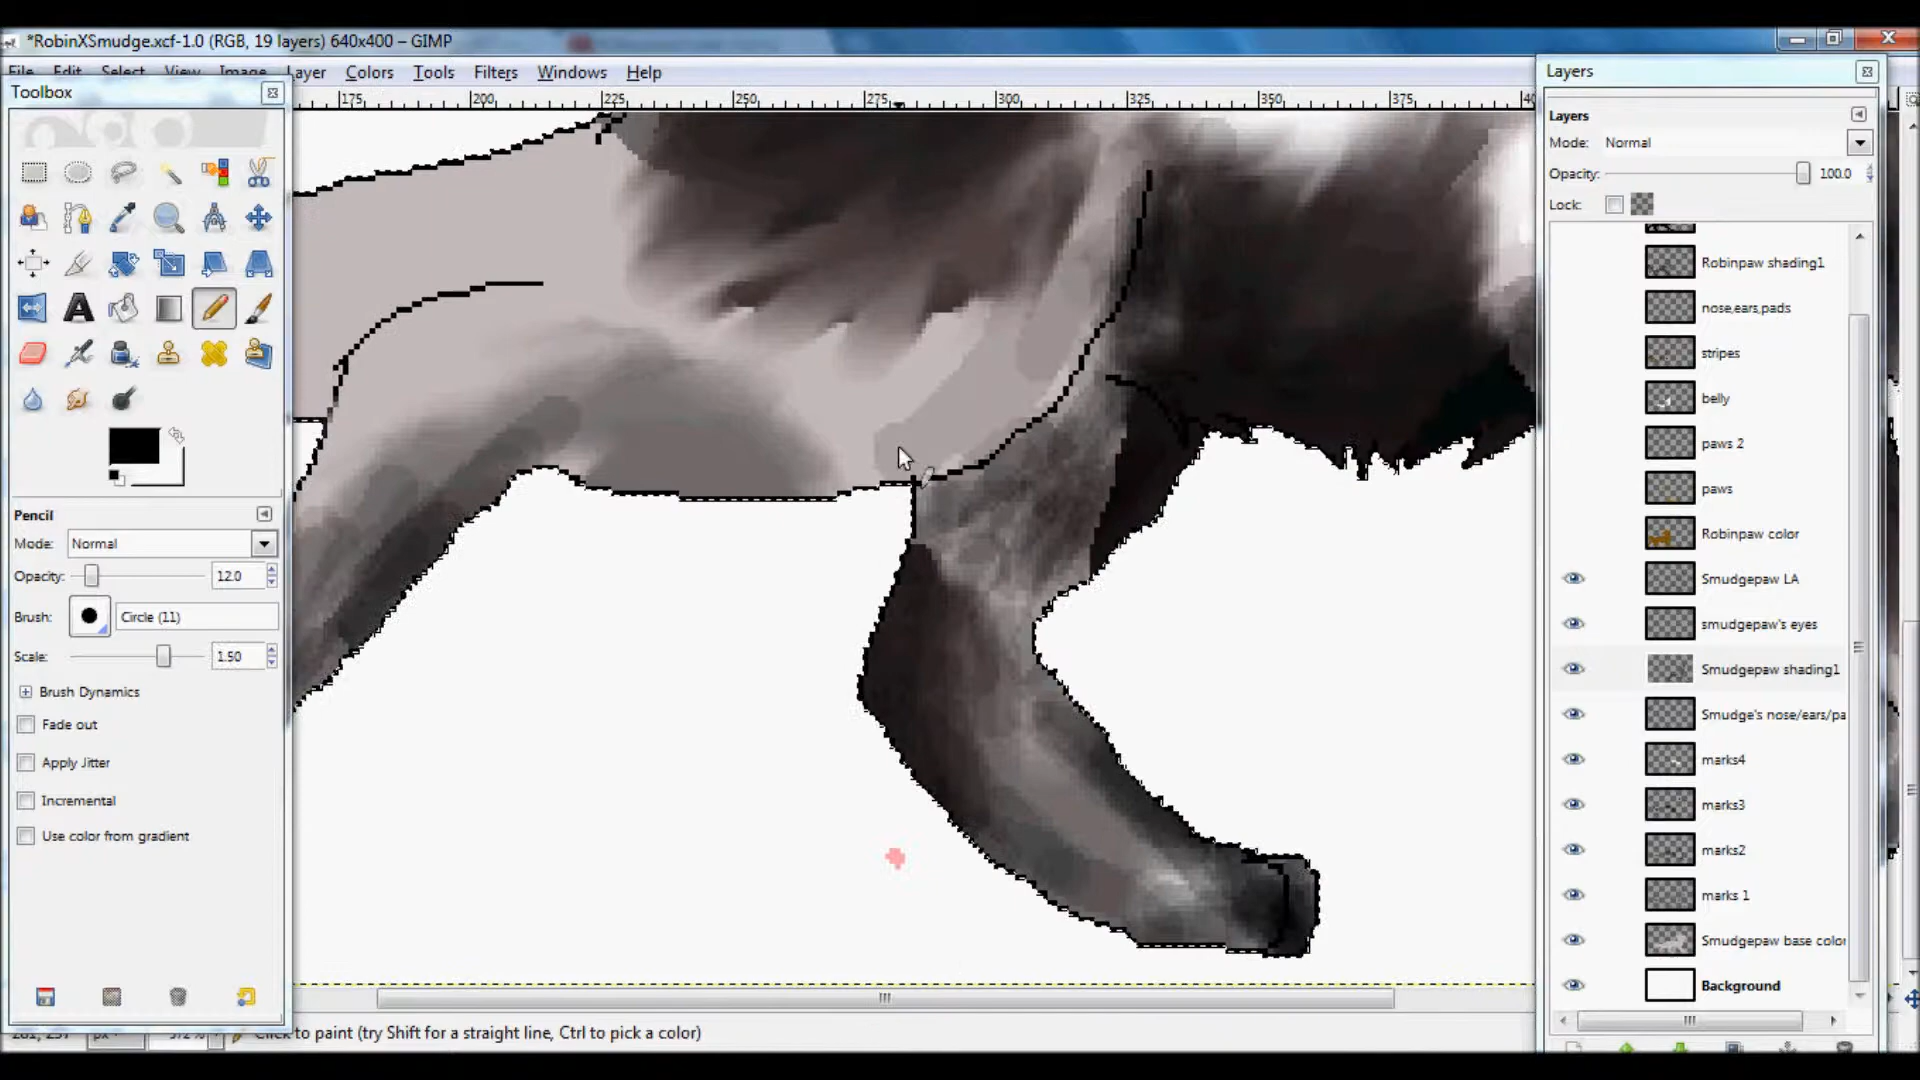 *RobinXSmudge.xcf-1.0 (RGB, 19 layers) 640x400 – GIMP
File Edit Select View Image Layer Colors Tools Filters Windows Help
Toolbox
175 200 225 250 275 300 325 350 375
Layers
Layers
Mode: Normal
Opacity: 100.0
Lock:
Robinpaw shading1
nose,ears,pads
stripes
belly
paws 2
paws
Robinpaw color
Smudgepaw LA
smudgepaw's eyes
Smudgepaw shading1
Smudge's nose/ears/pa
marks4
marks3
marks2
marks 1
Smudgepaw base color
Background
Pencil
Mode: Normal
Opacity: 12.0
Brush: Circle (11)
Scale: 1.50
Brush Dynamics
Fade out
Apply Jitter
Incremental
Use color from gradient
Click to paint (try Shift for a straight line, Ctrl to pick a color)